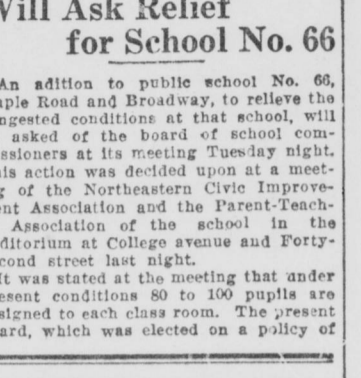 Will Ask Relief
for School No. 66
An adition to public school No. 66,
aple Road and Broadway, to relieve the
ngested conditions at that school, will
asked of the board of school com-
ssioners at its meeting Tuesday night.
is action was decided upon at a meet-
g of the Northeastern Civic Improve-
nt Association and the Parent-Teach-
Association of the school in the
ditorium at College avenue and Forty-
cond street last night.
It was stated at the meeting that under
esent conditions 80 to 100 pupils are
signed to each class room. The present
ard, which was elected on a policy of